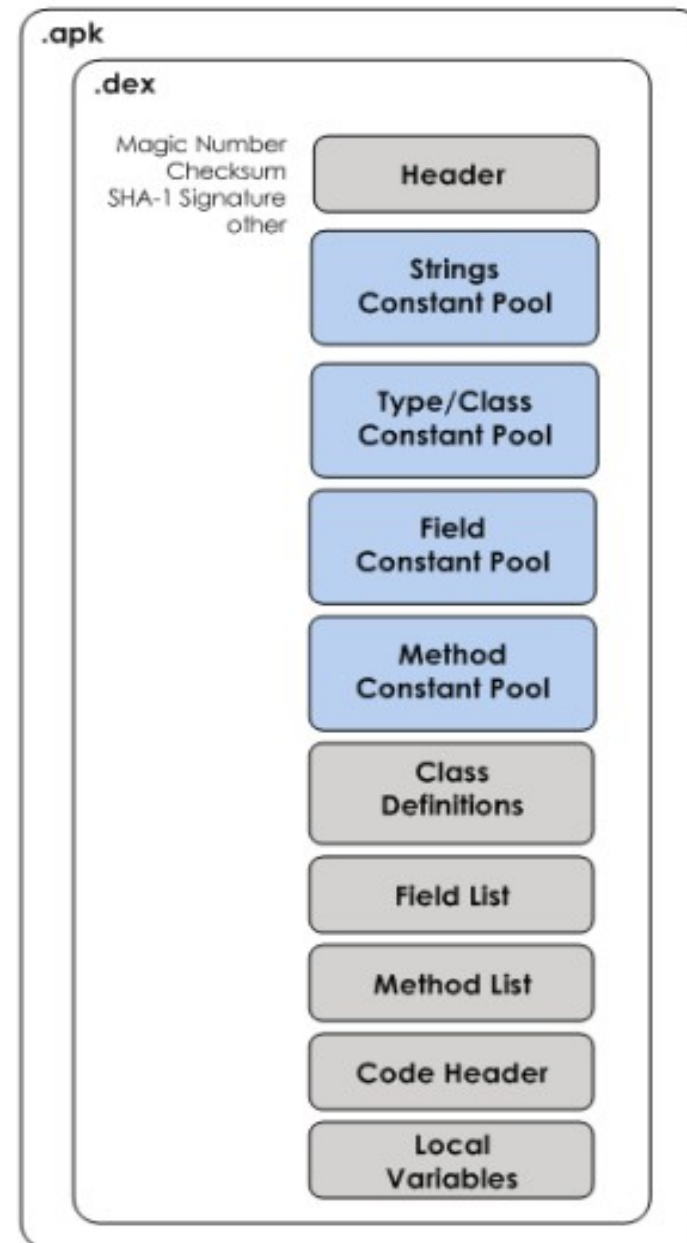 .apk
.dex
Magic Number
Checksum
SHA-1 Signature
other
Header
Strings
Constant Pool
Type/Class
Constant Pool
Field
Constant Pool
Method
Constant Pool
Class
Definitions
Field List
Method List
Code Header
Local
Variables